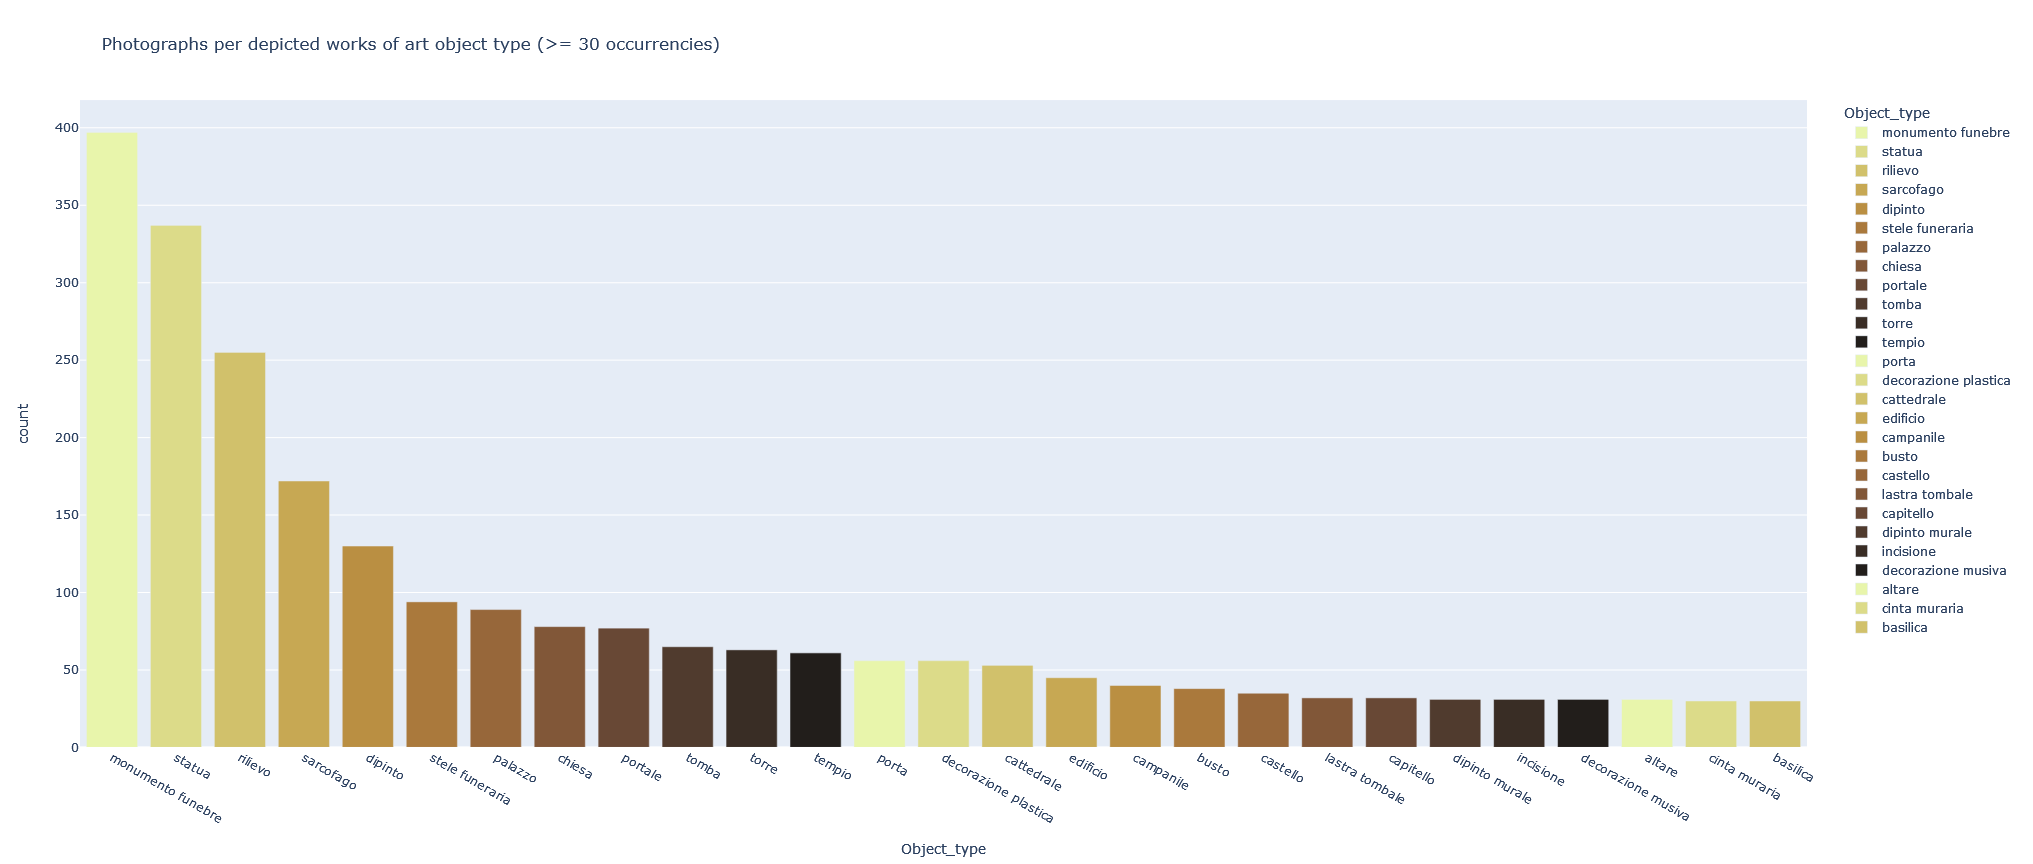 Photographs per depicted works of art object type (>= 30 occurrencies)
count
400
350
300
250
200
150
100
50
0
monumento funebre
statua
rilievo
sarcofago
dipinto
stele funeraria
palazzo
chiesa
portale
tomba
torre
tempio
porta
decorazione plastica
cattedrale
edificio
campanile
busto
castello
lastra tombale
capitello
dipinto murale
incisione
decorazione musiva
altare
cinta muraria
basilica
Object_type
Object_type
monumento funebre
statua
rilievo
sarcofago
dipinto
stele funeraria
palazzo
chiesa
portale
tomba
torre
tempio
porta
decorazione plastica
cattedrale
edificio
campanile
busto
castello
lastra tombale
capitello
dipinto murale
incisione
decorazione musiva
altare
cinta muraria
basilica